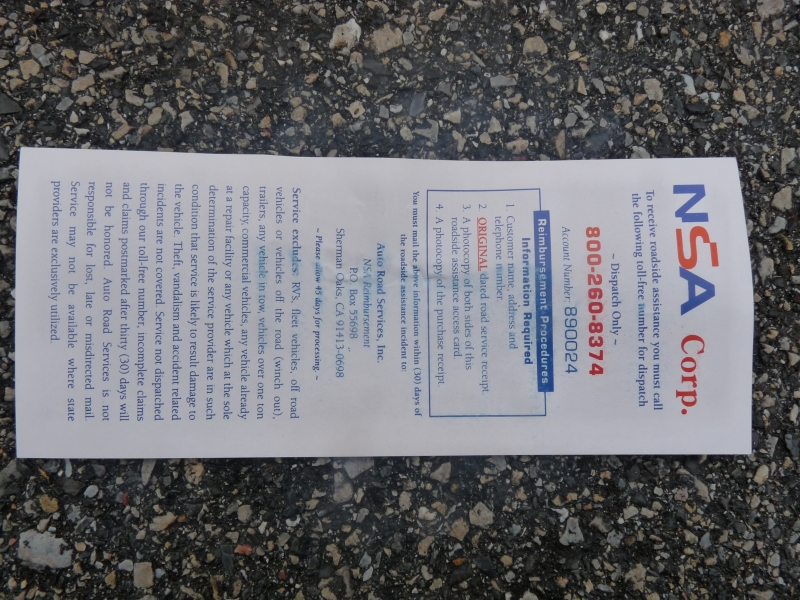 NSA Corp.
To receive roadside assistance you must call
the following toll-free number for dispatch
~ Dispatch Only ~
800-260-8374
Account Number: 890024
Reimbursement Procedures
Information Required
1. Customer name, address and
telephone number.
2. ORIGINAL dated road service receipt
3. A photocopy of both sides of this
roadside assistance access card
4. A photocopy of the purchase receipt
You must mail the above information within (30) days of
the roadside assistance incident to:
Auto Road Services, Inc.
NSA Reimbursement
P.O. Box 55698
Sherman Oaks, CA 91413-0698
~ Please allow 45 days for processing ~
Service excludes: RV's, fleet vehicles, off road
vehicles or vehicles off the road (winch out),
trailers, any vehicle in tow, vehicles over one ton
capacity, commercial vehicles, any vehicle already
at a repair facility or any vehicle which at the sole
determination of the service provider are in such
condition that service is likely to result damage to
the vehicle. Theft, vandalism and accident related
incidents are not covered. Service not dispatched
through our toll-free number, incomplete claims
and claims postmarked after thirty (30) days will
not be honored. Auto Road Services is not
responsible for loss, late or misdirected mail.
Service may not be available where state
providers are exclusively utilized.